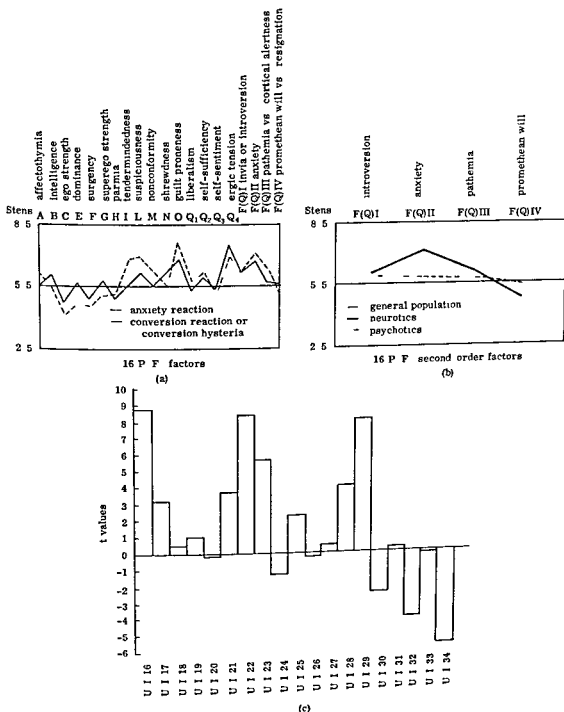 affectothymia
intelligence
ego strength
dominance
surgency
superego strength
parmia
tendermundedness
suspiciousness
nonconformity
shrewdness
guilt proneness
liberalism
self-sufficiency
self-sentiment
ergic tension
F(Q)I invia or introversion
F(Q)II anxiety
F(Q)III pathemia vs cortical alertness
F(Q)IV promethean will vs resignation
Stens
A B C E F G H I L M N O Q1 Q2 Q3 Q4
8 5
5 5
2 5
anxiety reaction
conversion reaction or
conversion hysteria
16 P F factors
(a)
introversion
anxiety
pathemia
promethean will
Stens
F(Q)I F(Q)II F(Q)III F(Q)IV
8 5
5 5
2 5
general population
neurotics
psychotics
16 P F second order factors
(b)
t values
10
9
8
7
6
5
4
3
2
1
0
-1
-2
-3
-4
-5
-6
U I 16
U I 17
U I 18
U I 19
U I 20
U I 21
U I 22
U I 23
U I 24
U I 25
U I 26
U I 27
U I 28
U I 29
U I 30
U I 31
U I 32
U I 33
U I 34
(c)